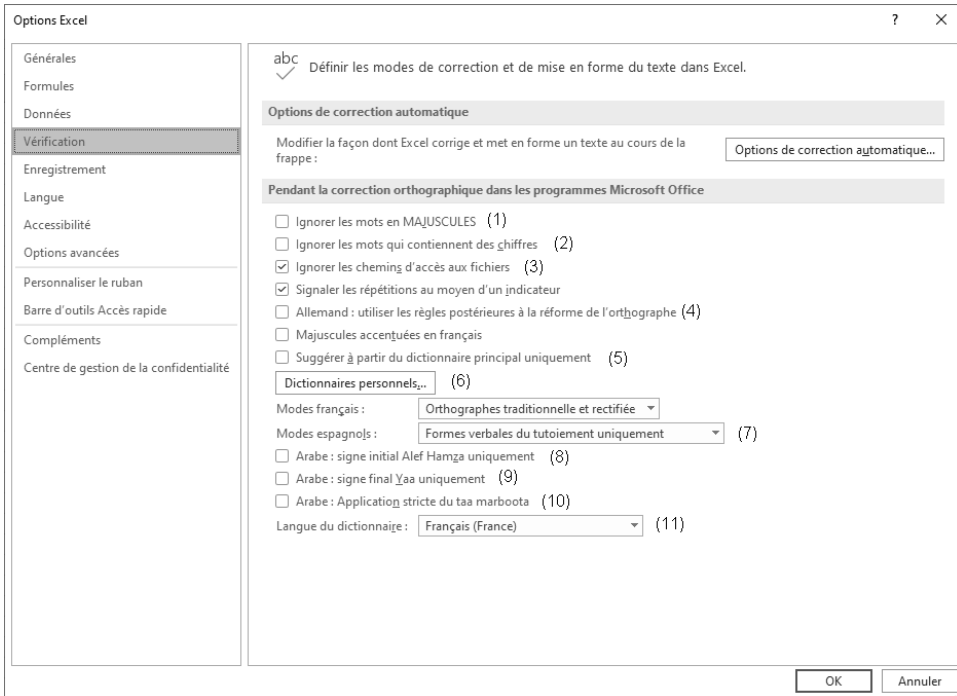 Options Excel
?
Générales
Formules
Données
Vérification
Enregistrement
Langue
Accessibilité
Options avancées
Personnaliser le ruban
Barre d'outils Accès rapide
Compléments
Centre de gestion de la confidentialité
abc
Définir les modes de correction et de mise en forme du texte dans Excel.
Options de correction automatique
Modifier la façon dont Excel corrige et met en forme un texte au cours de la
frappe :
Options de correction automatique...
Pendant la correction orthographique dans les programmes Microsoft Office
Ignorer les mots en MAJUSCULES (1)
Ignorer les mots qui contiennent des chiffres (2)
Ignorer les chemins d'accès aux fichiers (3)
Signaler les répétitions au moyen d'un indicateur
Allemand : utiliser les règles postérieures à la réforme de l'orthographe (4)
Majuscules accentuées en français
Suggérer à partir du dictionnaire principal uniquement (5)
Dictionnaires personnels... (6)
Modes français : Orthographes traditionnelle et rectifiée
Modes espagnols : Formes verbales du tutoiement uniquement (7)
Arabe : signe initial Alef Hamza uniquement (8)
Arabe : signe final Yaa uniquement (9)
Arabe : Application stricte du taa marboota (10)
Langue du dictionnaire : Français (France) (11)
OK
Annuler